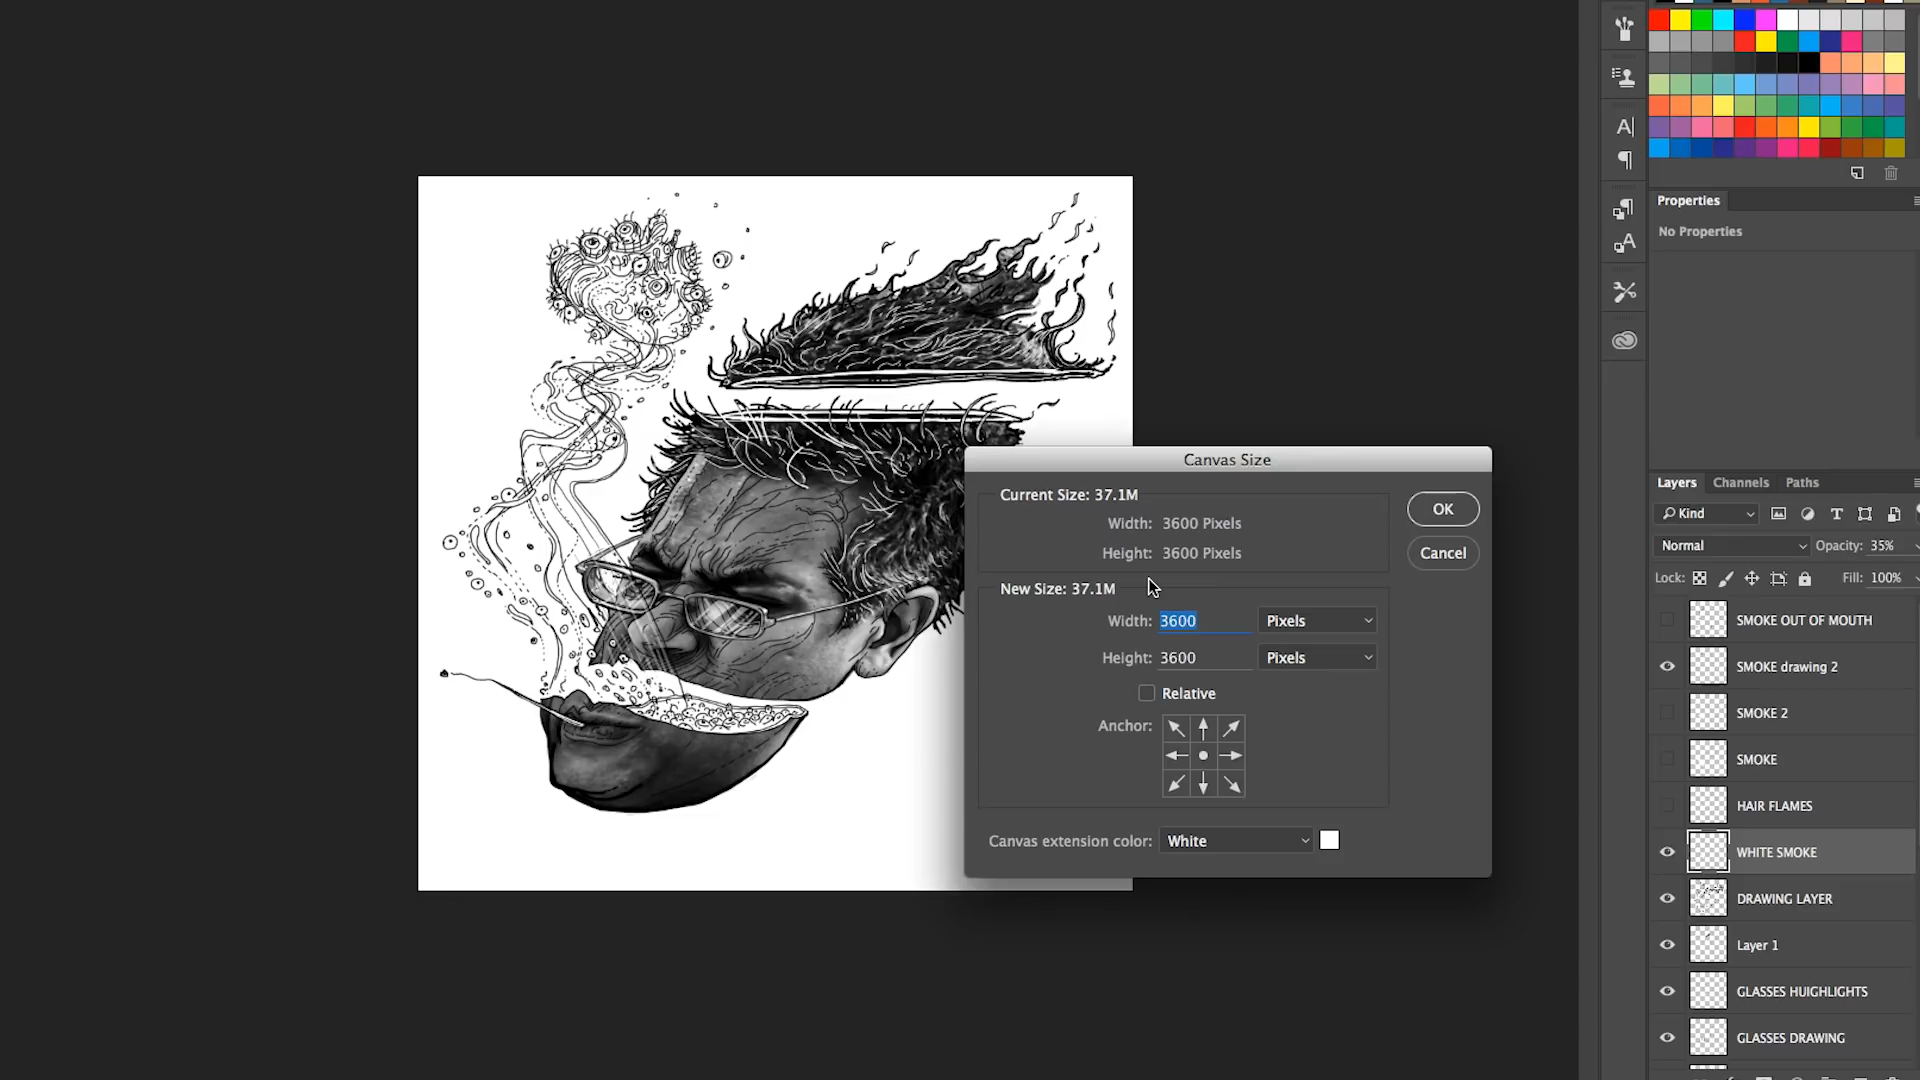 Properties
No Properties
Canvas Size
Current Size: 37.1M
Width: 3600 Pixels
Height: 3600 Pixels
OK
Cancel
New Size: 37.1M
Width: 3600 Pixels
Height: 3600 Pixels
Relative
Anchor:
Canvas extension color: White
Layers Channels Paths
Kind
Normal Opacity: 35%
Lock: Fill: 100%
SMOKE OUT OF MOUTH
SMOKE drawing 2
SMOKE 2
SMOKE
HAIR FLAMES
WHITE SMOKE
DRAWING LAYER
Layer 1
GLASSES HUIGHLIGHTS
GLASSES DRAWING